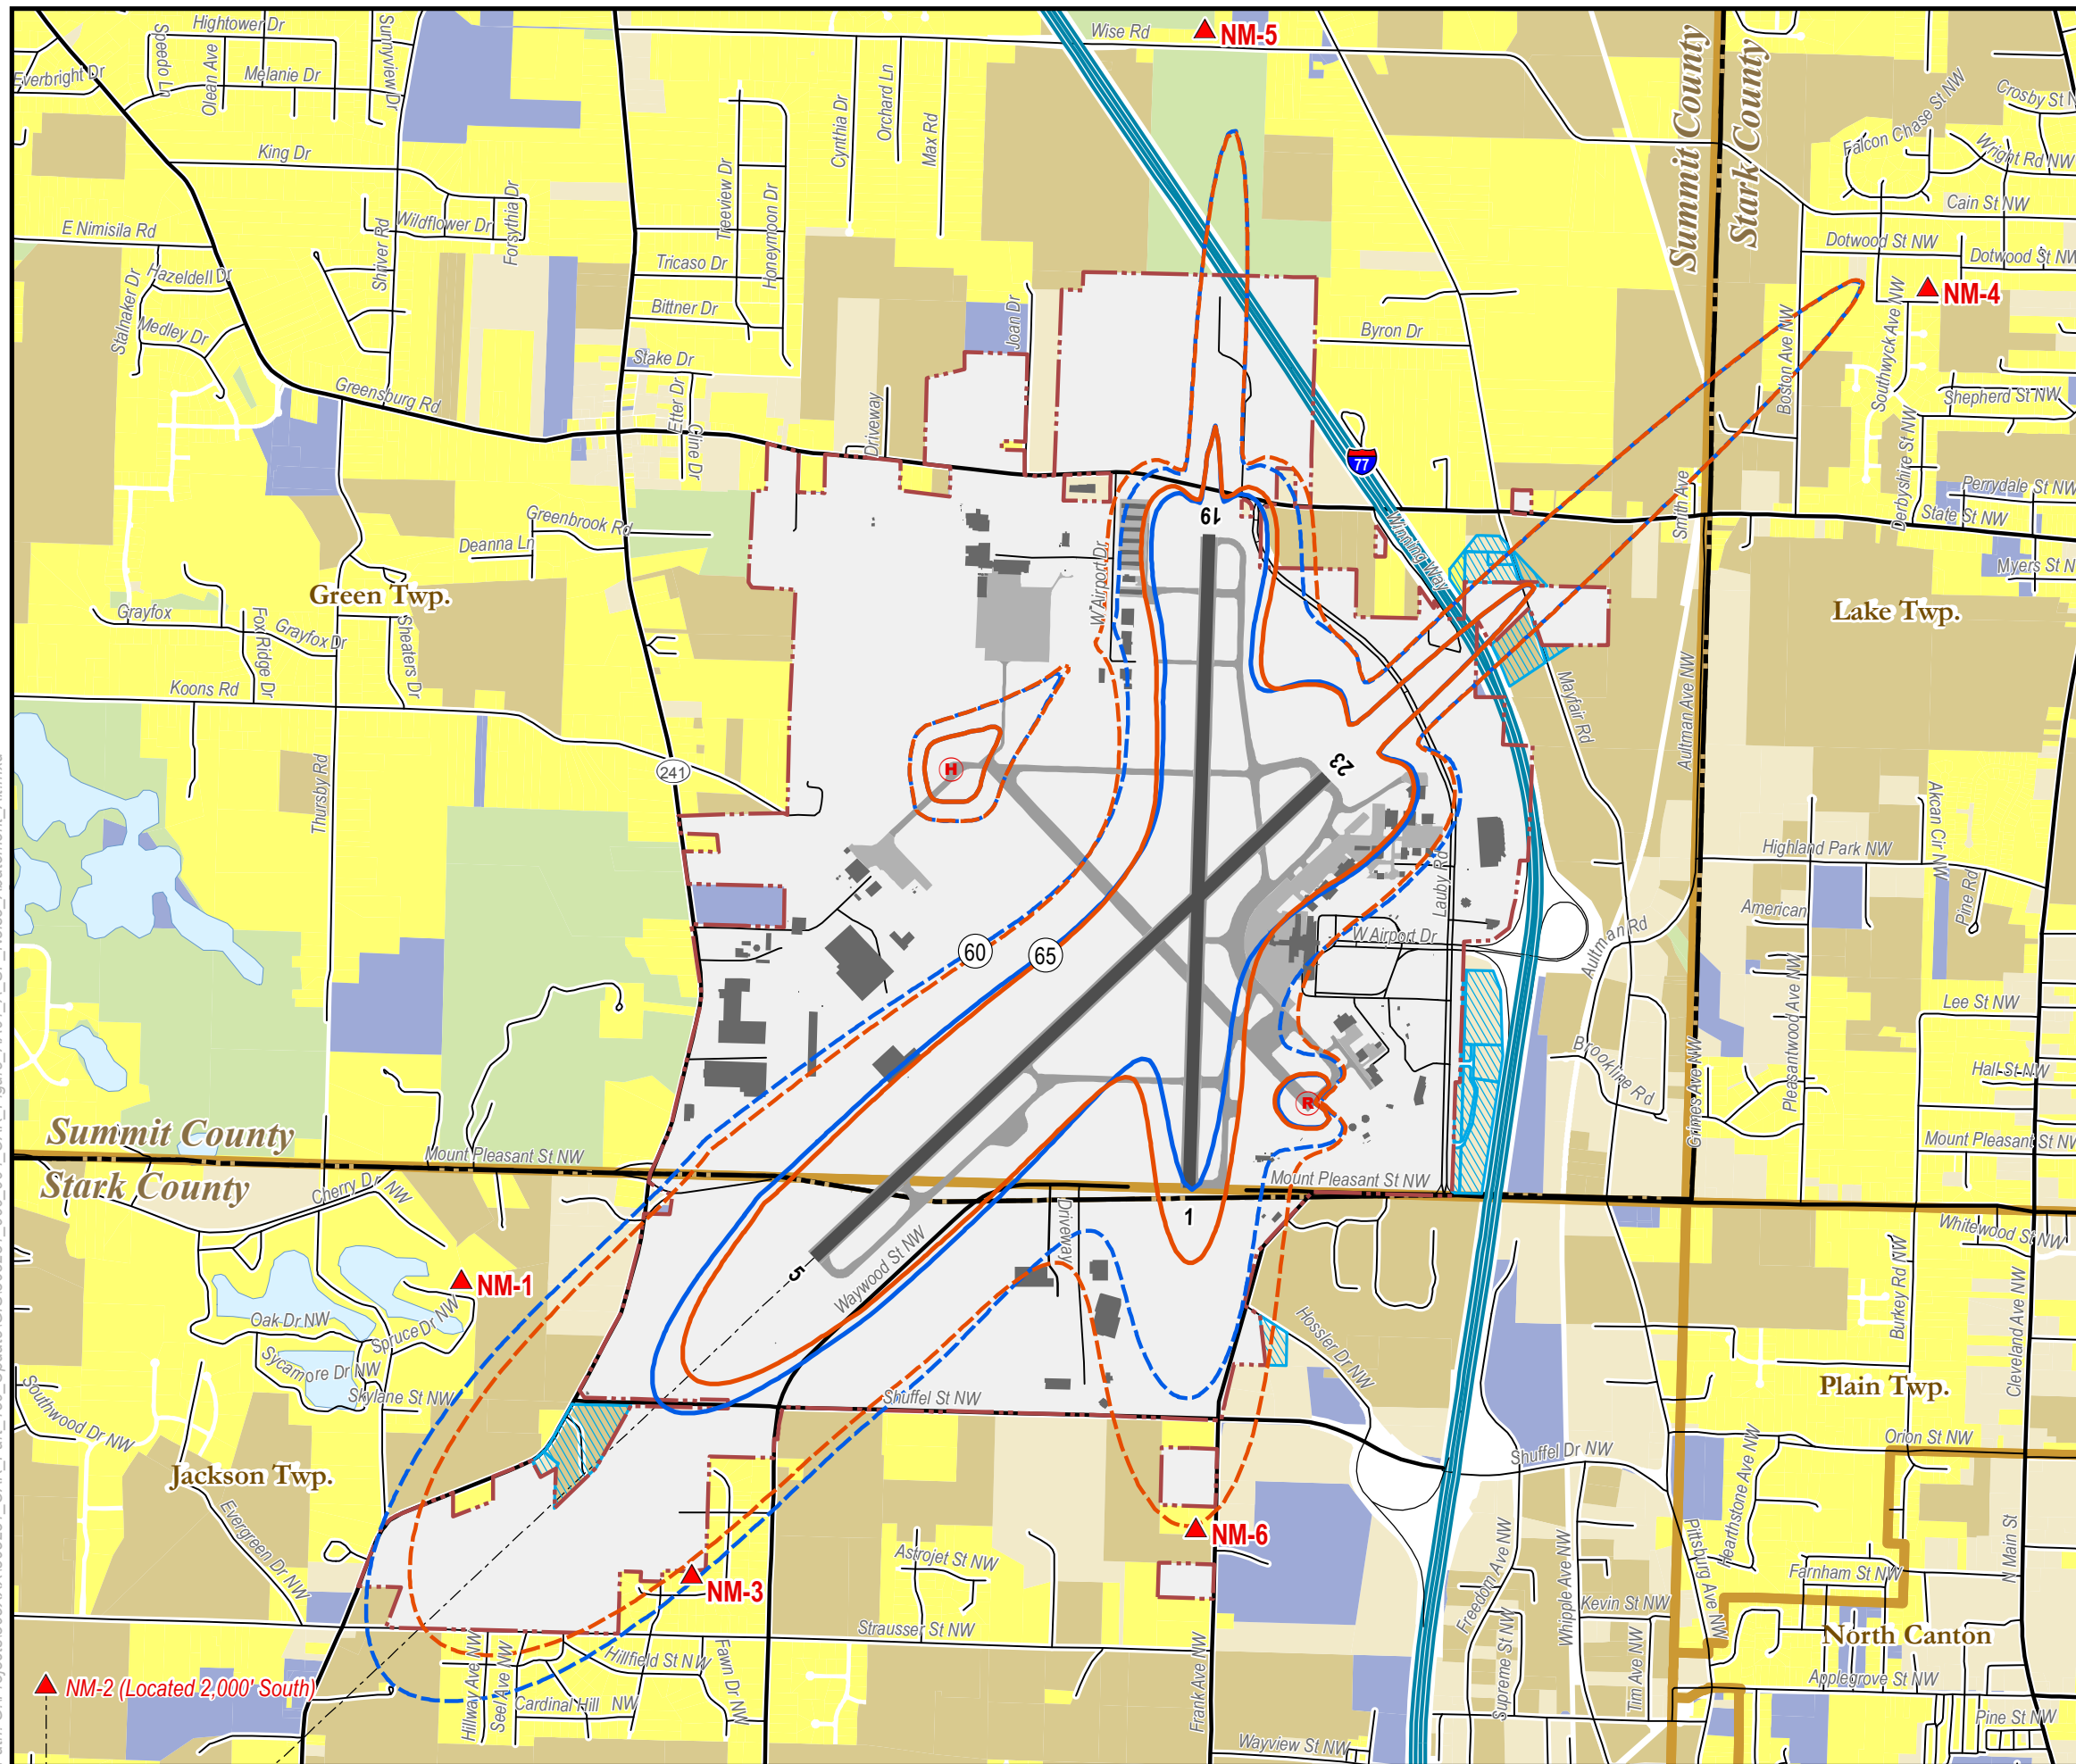 Hightower Dr
Speedo Ln
Olean Ave
Sunnyview Dr
Everbright Dr
Melanie Dr
King Dr
Wildflower Dr
Forsythia Dr
Shriver Rd
E Nimisila Rd
Hazeldell Dr
Stalnaker Dr
Medley Dr
Greensburg Rd
Wise Rd
NM-5
Cynthia Dr
Orchard Ln
Max Rd
Treeview Dr
Honeymoon Dr
Tricaso Dr
Bittner Dr
Stake Dr
Etter Dr
Cline Dr
Joan Dr
Driveway
Byron Dr
77
Winning Way
Summit County
Stark County
Falcon Chase St NW
Crosby St N
Wright Rd NW
Cain St NW
Dotwood St NW
Dotwood St NW
NM-4
Boston Ave NW
Southwyck Ave NW
Shepherd St NW
Derbyshire St NW
Perrydale St NW
State St NW
Myers St N
Smith Ave
Lake Twp.
Greenbrook Rd
Deanna Ln
Green Twp.
Grayfox
Grayfox Dr
Fox Ridge Dr
Sheaters Dr
Koons Rd
Thursby Rd
241
W Airport Dr
19
H
23
Mayfair Rd
Aultman Ave NW
Lauby Rd
W Airport Dr
60
65
R
Aultman Rd
Brookline Rd
Grimes Ave NW
Highland Park NW
Akcan Cir NW
American
Pine Rd
Pleasantwood Ave NW
Lee St NW
Hall St NW
Mount Pleasant St NW
Summit County
Stark County
Mount Pleasant St NW
Mount Pleasant St NW
Cherry Dr NW
NM-1
Oak Dr NW
Spruce Dr NW
Sycamore Dr NW
Skylane St NW
Southwood Dr NW
Jackson Twp.
Evergreen Dr NW
5
1
Waywood St NW
Driveway
Shuffel St NW
Hossler Dr NW
Shuffel Dr NW
Whitewood St NW
Burkey Rd NW
Cleveland Ave NW
Plain Twp.
Orion St NW
Hearthstone Ave NW
Pittsburg Ave NW
Farnham St NW
N Main St
North Canton
Applegrove St NW
Pine St NW
NM-6
NM-3
Astrojet St NW
Strausser St NW
Frank Ave NW
Wayview St NW
Freedom Ave NW
Supreme St NW
Whipple Ave NW
Kevin St NW
Tim Ave NW
Hillfield St NW
Fawn Dr NW
Hillway Ave NW
Seel Ave NW
Cardinal Hill NW
NM-2 (Located 2,000' South)